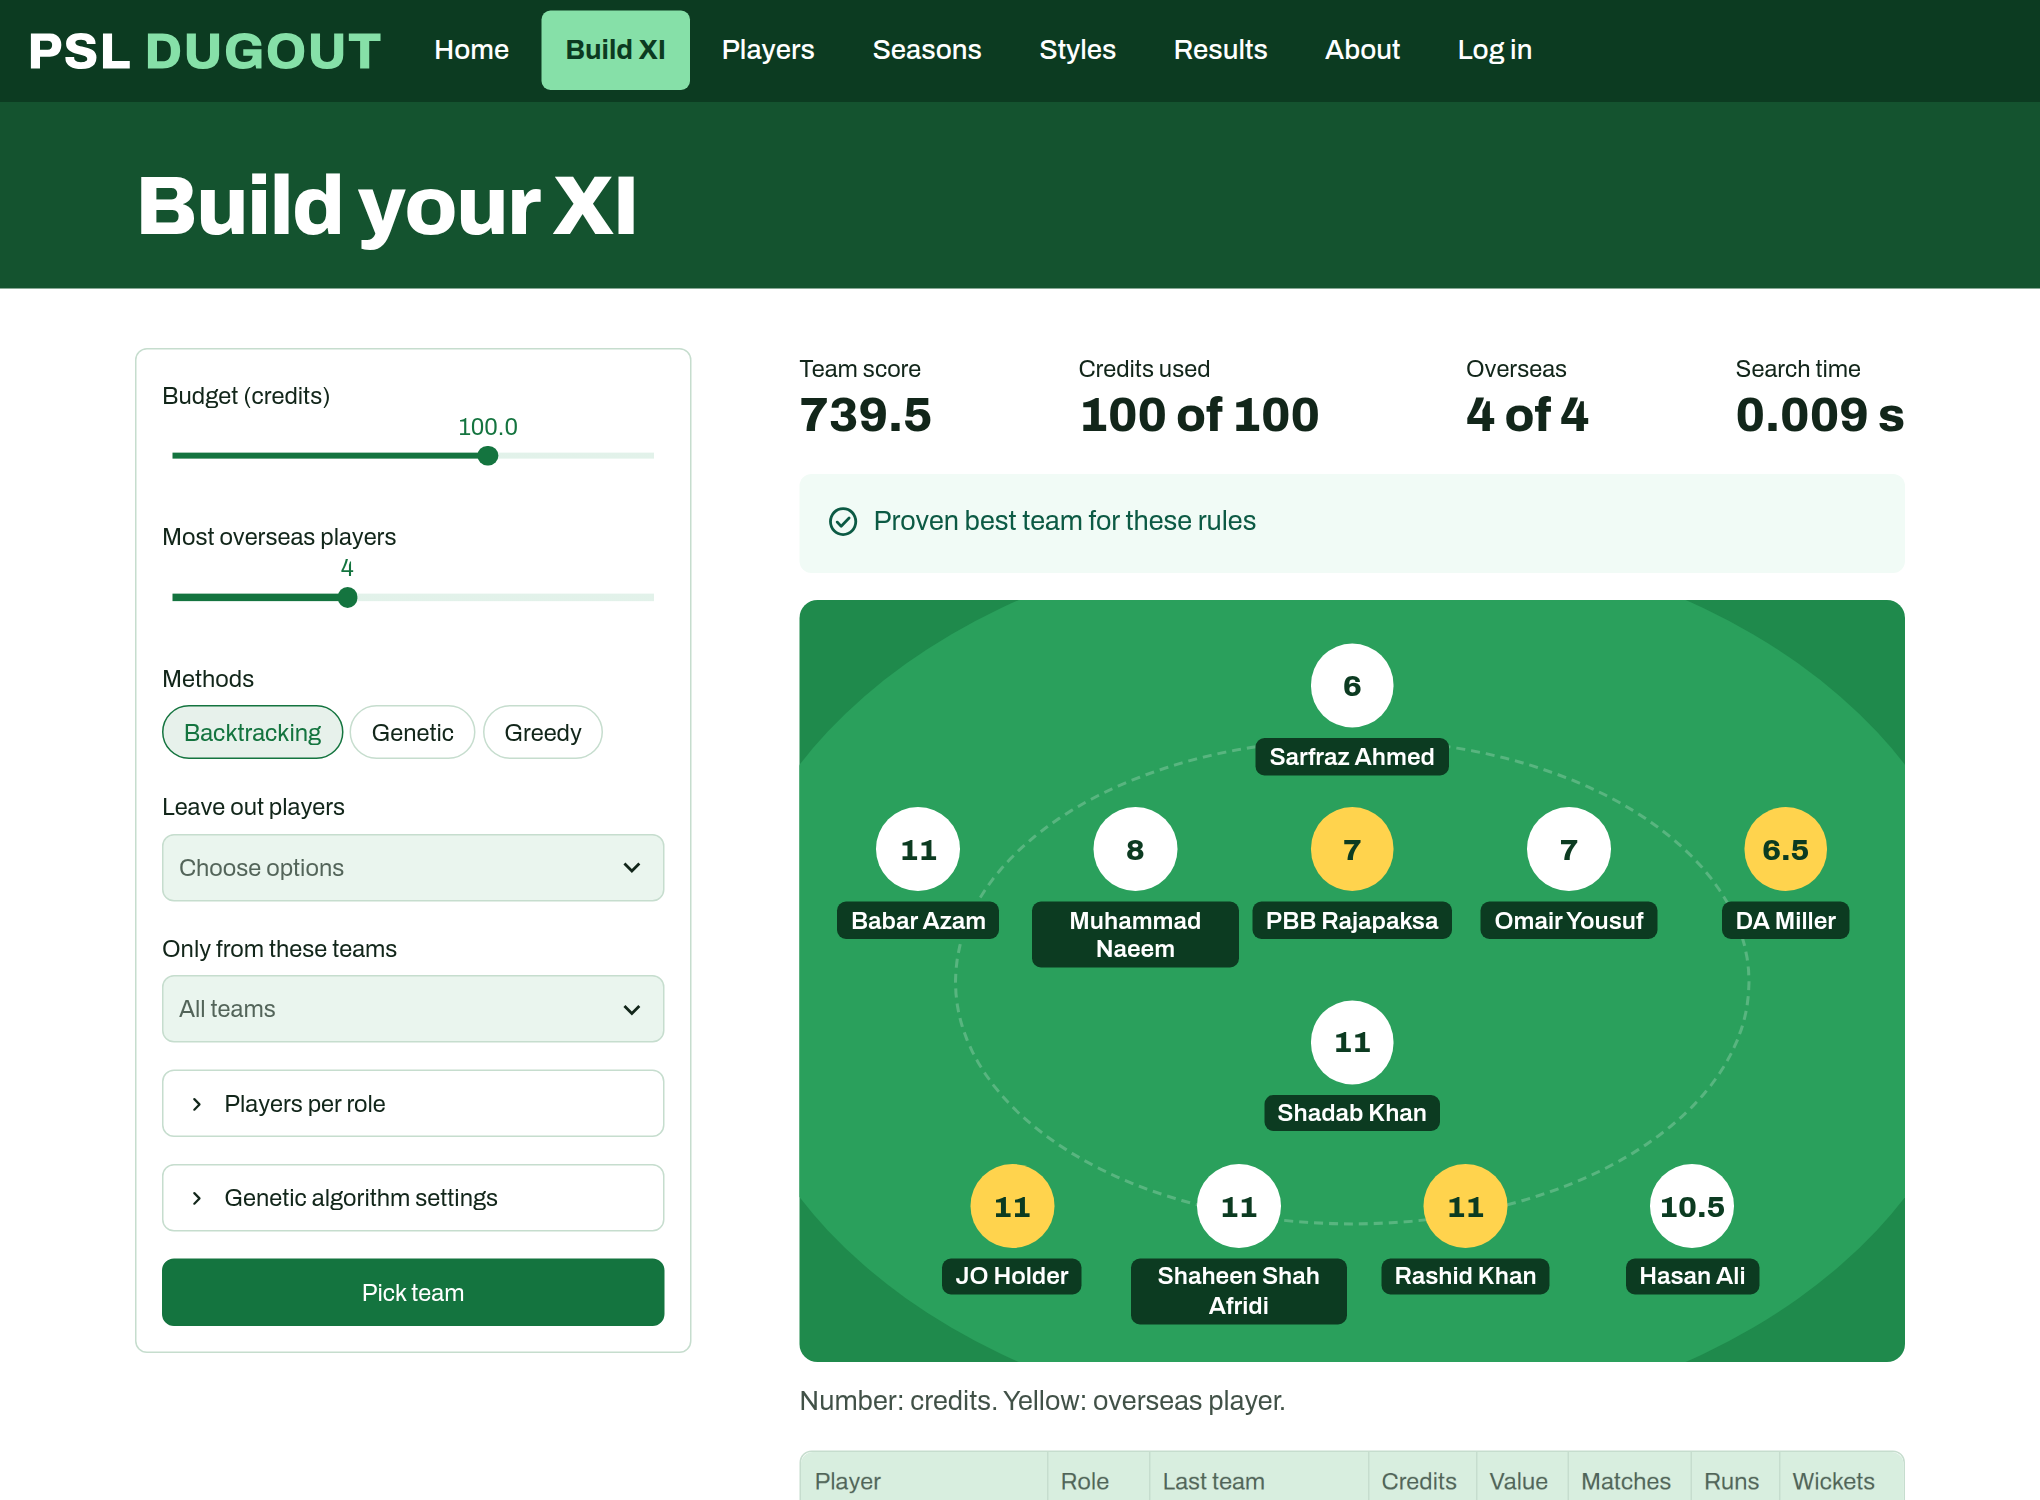 PSL DUGOUT Home Build XI Players Seasons Styles Results About Log in
Build your XI
Budget (credits)
100.0
Most overseas players
4
Methods
Backtracking Genetic Greedy
Leave out players
Choose options
Only from these teams
All teams
Players per role
Genetic algorithm settings
Pick team
Team score Credits used Overseas Search time
739.5 100 of 100 4 of 4 0.009 s
Proven best team for these rules
6
Sarfraz Ahmed
11 8 7 7 6.5
Babar Azam Muhammad PBB Rajapaksa Omair Yousuf DA Miller
Naeem
11
Shadab Khan
11 11 11 10.5
JO Holder Shaheen Shah Rashid Khan Hasan Ali
Afridi
Number: credits. Yellow: overseas player.
Player Role Last team Credits Value Matches Runs Wickets